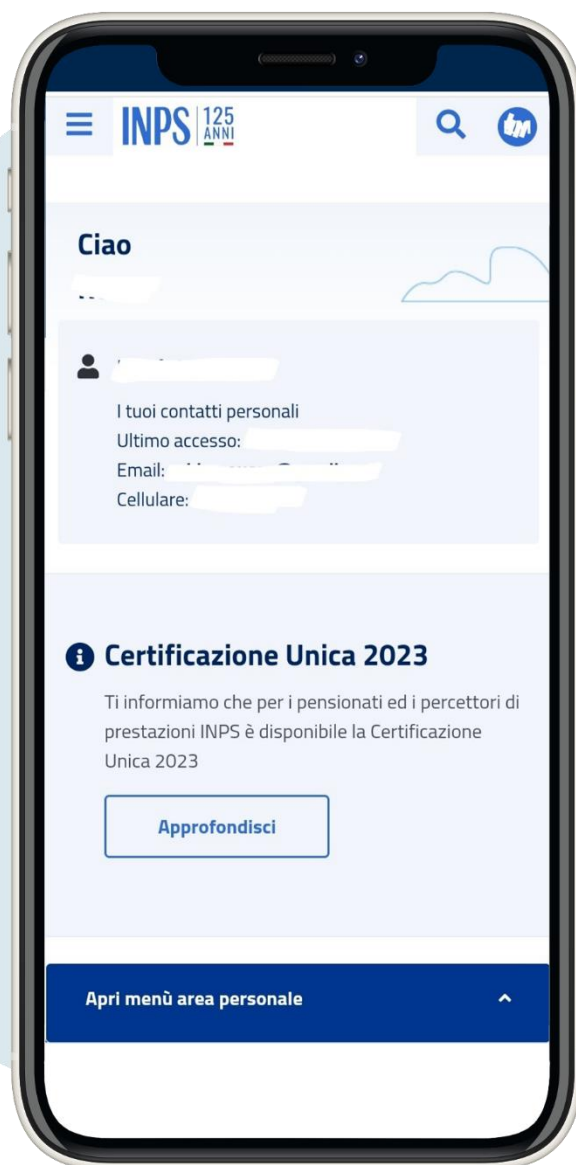 INPS 125 ANNI
Ciao
I tuoi contatti personali
Ultimo accesso:
Email:
Cellulare:
Certificazione Unica 2023
Ti informiamo che per i pensionati ed i percettori di
prestazioni INPS è disponibile la Certificazione
Unica 2023
Approfondisci
Apri menù area personale